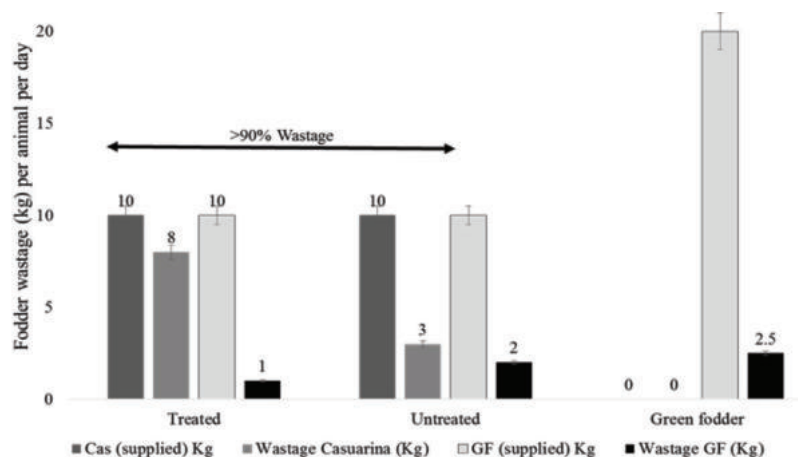 Fodder wastage (kg) per animal per day
20
15
10
5
0
>90% Wastage
10
8
10
1
10
3
2
0
0
2.5
Treated
Untreated
Green fodder
Cas (supplied) Kg
Wastage Casuarina (Kg)
GF (supplied) Kg
Wastage GF (Kg)